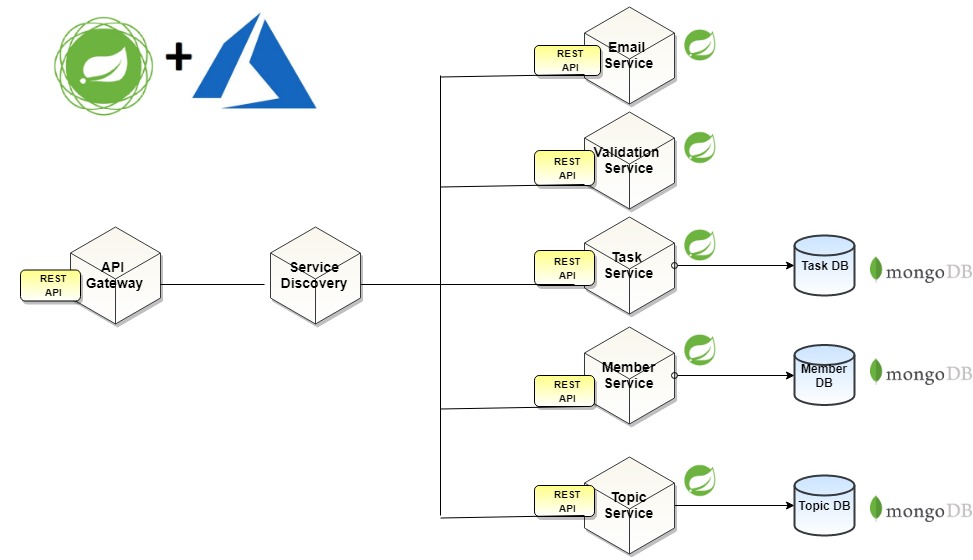 +
Email
Service
REST
API
Validation
Service
REST
API
API
Gateway
REST
API
Service
Discovery
Task
Service
REST
API
Task DB
mongoDB
Member
Service
REST
API
Member
DB
mongoDB
Topic
Service
REST
API
Topic DB
mongoDB